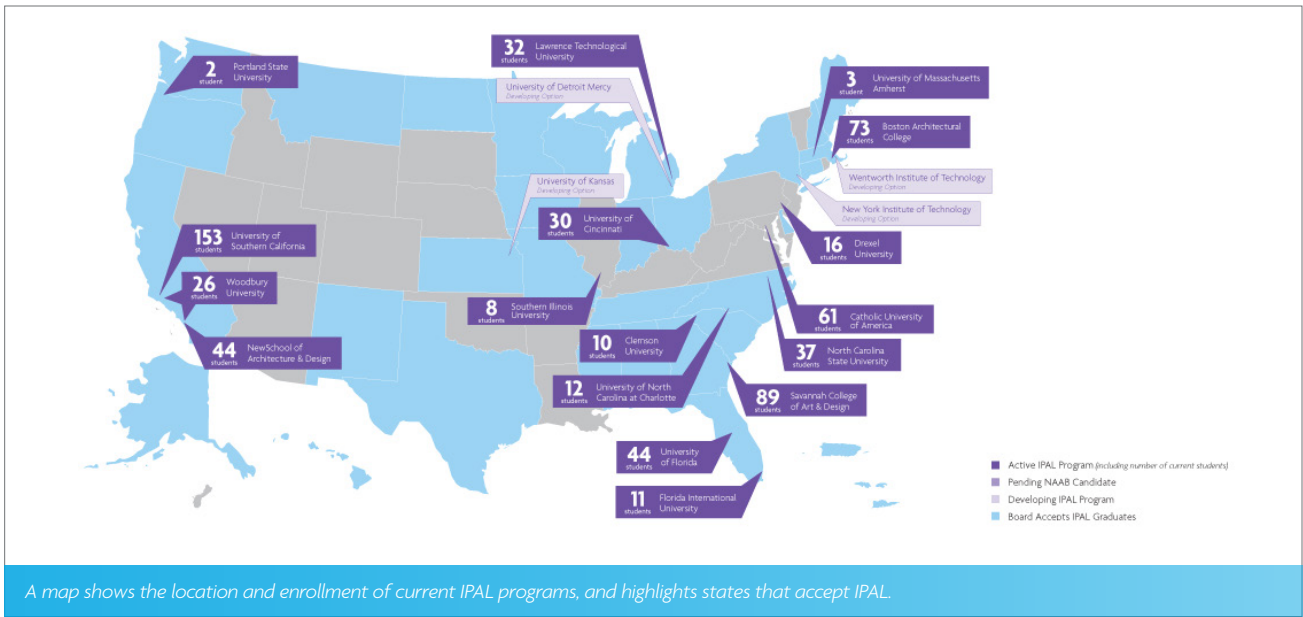 32
students
Lawrence Technological
University
2
student
Portland State
University
University of Detroit Mercy
Developing Option
3
student
University of Massachusetts
Amherst
73
students
Boston Architectural
College
University of Kansas
Developing Option
Wentworth Institute of Technology
Developing Option
New York Institute of Technology
Developing Option
30
students
University of
Cincinnati
153
students
University of
Southern California
16
students
Drexel
University
26
students
Woodbury
University
8
students
Southern Illinois
University
61
students
Catholic University
of America
44
students
NewSchool of
Architecture & Design
10
students
Clemson
University
37
students
North Carolina
State University
12
students
University of North
Carolina at Charlotte
89
students
Savannah College
of Art & Design
44
students
University
of Florida
11
students
Florida International
University
Active IPAL Program (including number of current students)
Pending NAAB Candidate
Developing IPAL Program
Board Accepts IPAL Graduates
A map shows the location and enrollment of current IPAL programs, and highlights states that accept IPAL.